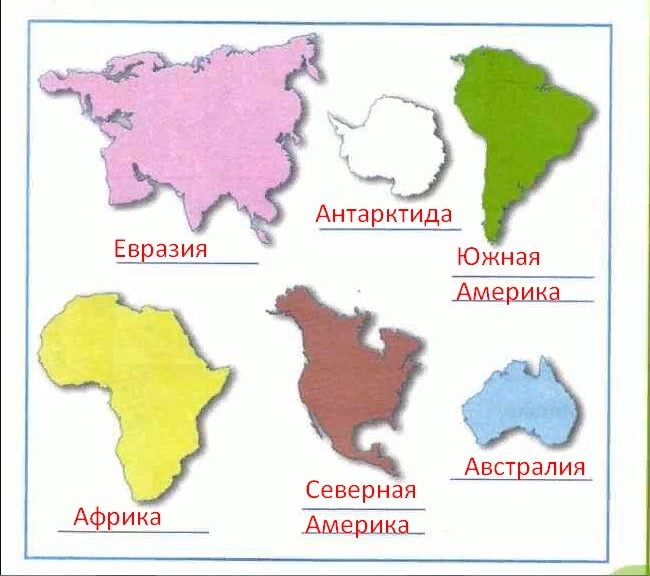 Евразия
Антарктида
Южная
Америка
Африка
Северная
Америка
Австралия